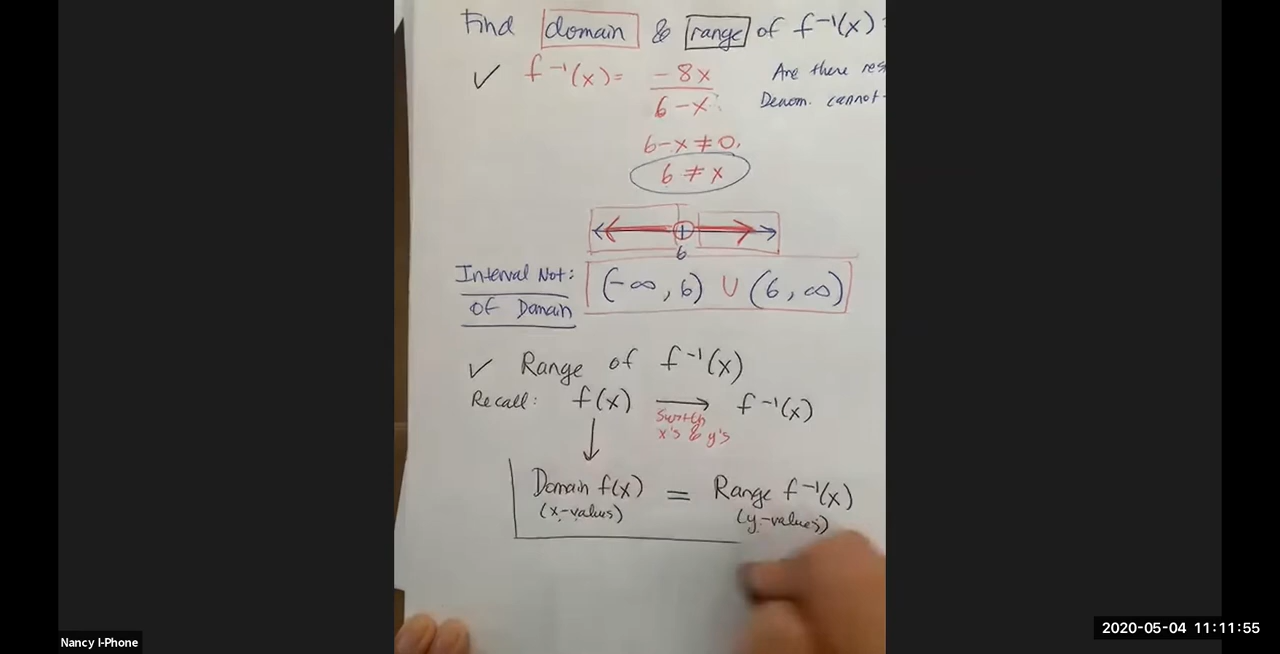 Find domain & range of f⁻¹(x)
✓ f⁻¹(x) = -8x / 6-x
Are there res
Denom. cannot
6-x ≠ 0.
6 ≠ x
6
Interval Not:
Of Domain
(-∞, 6) ∪ (6, ∞)
✓ Range of f⁻¹(x)
Recall: f(x) → f⁻¹(x)
Switch
x's & y's
Domain f(x) = Range f⁻¹(x)
(x-values) (y-values)
Nancy I-Phone
2020-05-04 11:11:55